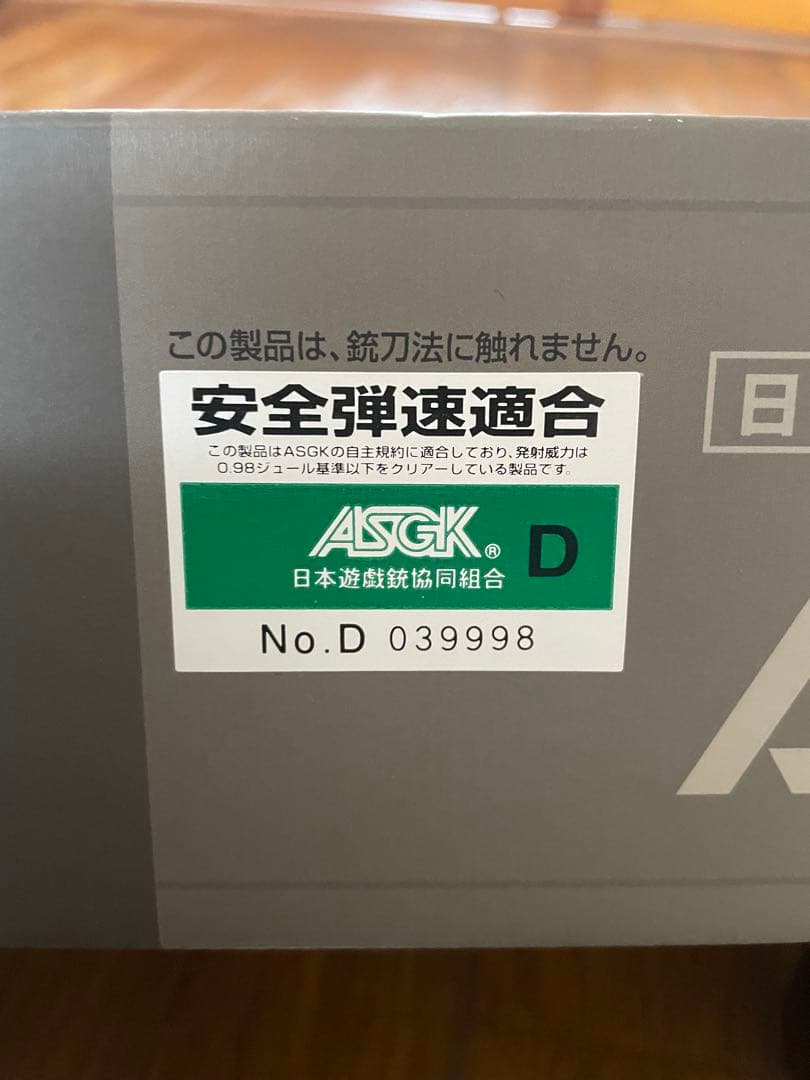 この製品は、銃刀法に触れません。
安全弾速適合
この製品はASGKの自主規約に適合しており、発射威力は
0.98ジュール基準以下をクリアーしている製品です。
ASGK® D
日本遊戯銃協同組合
No.D 039998
日